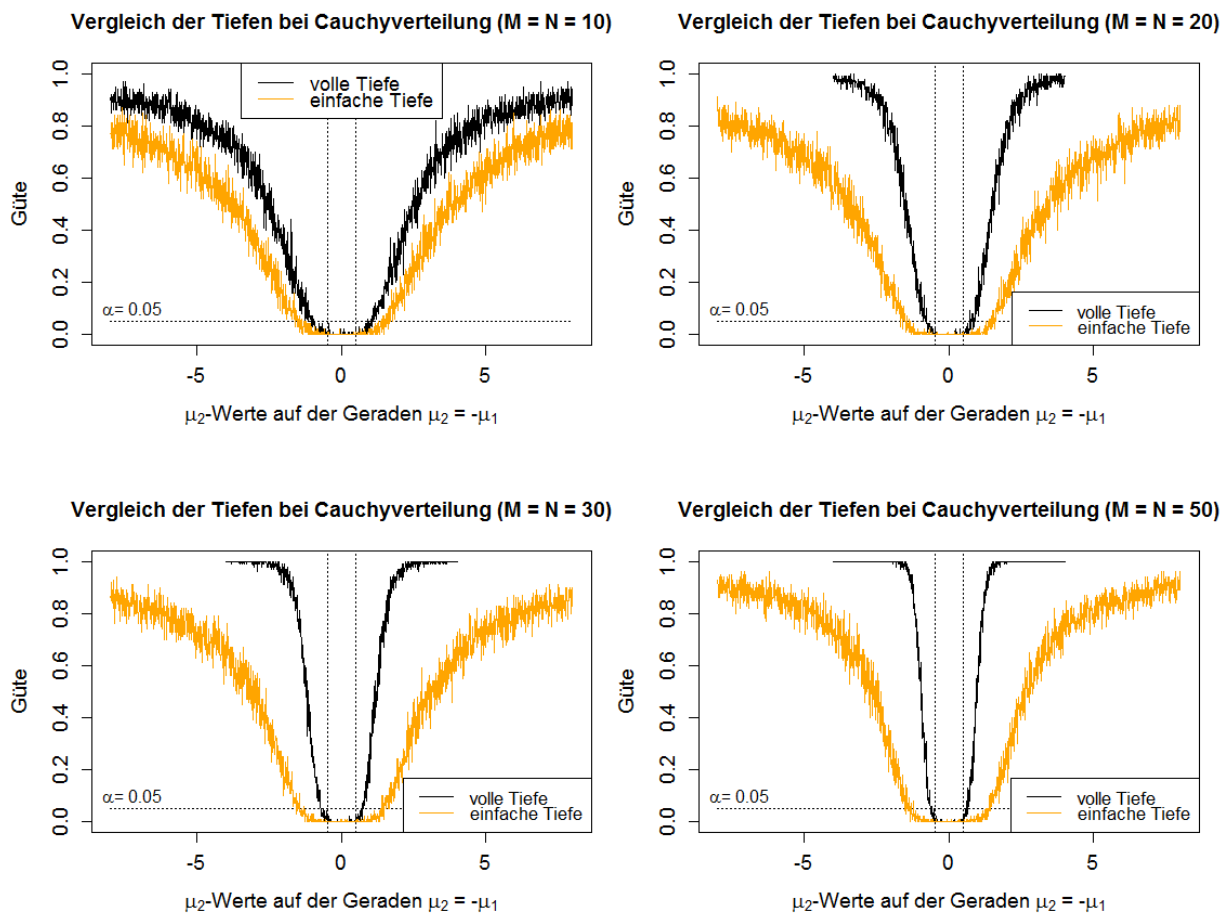 Vergleich der Tiefen bei Cauchyverteilung (M = N = 10)
Güte
0.0 0.2 0.4 0.6 0.8 1.0
volle Tiefe
einfache Tiefe
α= 0.05
-5 0 5
μ2-Werte auf der Geraden μ2 = -μ1
Vergleich der Tiefen bei Cauchyverteilung (M = N = 20)
Güte
0.0 0.2 0.4 0.6 0.8 1.0
α= 0.05
volle Tiefe
einfache Tiefe
-5 0 5
μ2-Werte auf der Geraden μ2 = -μ1
Vergleich der Tiefen bei Cauchyverteilung (M = N = 30)
Güte
0.0 0.2 0.4 0.6 0.8 1.0
α= 0.05
volle Tiefe
einfache Tiefe
-5 0 5
μ2-Werte auf der Geraden μ2 = -μ1
Vergleich der Tiefen bei Cauchyverteilung (M = N = 50)
Güte
0.0 0.2 0.4 0.6 0.8 1.0
α= 0.05
volle Tiefe
einfache Tiefe
-5 0 5
μ2-Werte auf der Geraden μ2 = -μ1